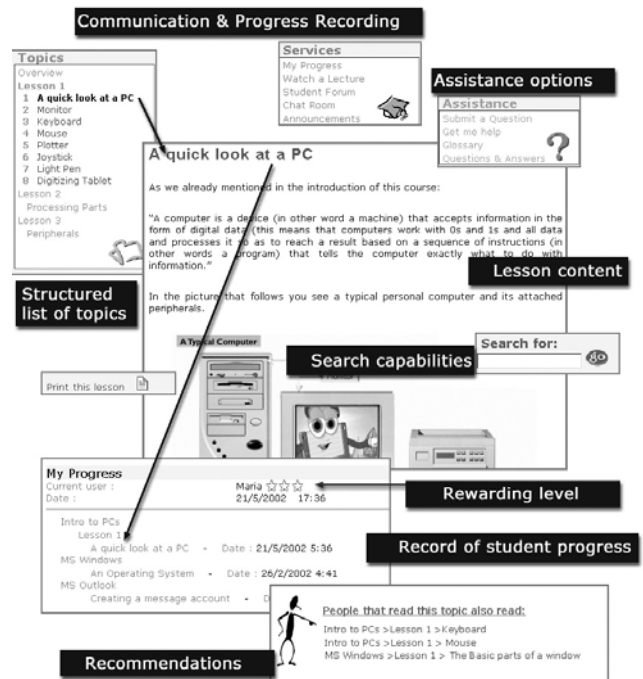 Communication & Progress Recording
Topics
Overview
Lesson 1
1 A quick look at a PC
2 Monitor
3 Keyboard
4 Mouse
5 Plotter
6 Joystick
7 Light Pen
8 Digitizing Tablet
Lesson 2
Processing Parts
Lesson 3
Peripherals
Services
My Progress
Watch a Lecture
Student Forum
Chat Room
Announcements
Assistance options
Assistance
Submit a Question
Get me help
Glossary
Questions & Answers
A quick look at a PC
As we already mentioned in the introduction of this course:
"A computer is a device (in other word a machine) that accepts information in the
form of digital data (this means that computers work with 0s and 1s and all data
and processes it so as to reach a result based on a sequence of instructions (in
other words a program) that tells the computer exactly what to do with
information."
Lesson content
In the picture that follows you see a typical personal computer and its attached
peripherals.
Structured
list of topics
A Typical Computer
Search capabilities
Search for:
go
Print this lesson
My Progress
Current user : Maria
Date : 21/5/2002 17:36
Rewarding level
Intro to PCs
Lesson 1
A quick look at a PC - Date : 21/5/2002 5:36
MS Windows
An Operating System - Date : 26/2/2002 4:41
MS Outlook
Creating a message account -
Record of student progress
People that read this topic also read:
Intro to PCs >Lesson 1 >Keyboard
Intro to PCs >Lesson 1 > Mouse
MS Windows >Lesson 1 > The Basic parts of a window
Recommendations